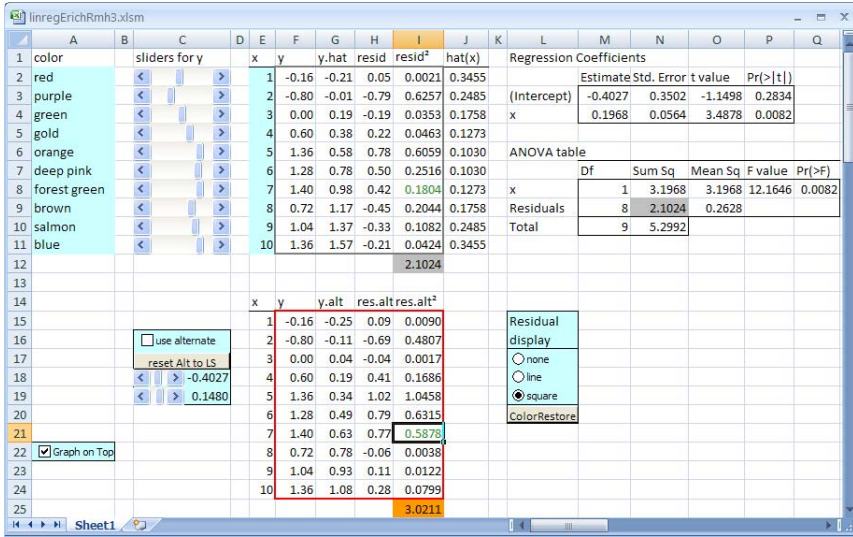 linregErichRmh3.xlsm
A B C D E F G H I J K L M N O P Q
1 color sliders for y x y y.hat resid resid² hat(x) Regression Coefficients
2 red 1 -0.16 -0.21 0.05 0.0021 0.3455 Estimate Std. Error t value Pr(>|t|)
3 purple 2 -0.80 -0.01 -0.79 0.6257 0.2485 (Intercept) -0.4027 0.3502 -1.1498 0.2834
4 green 3 0.00 0.19 -0.19 0.0353 0.1758 x 0.1968 0.0564 3.4878 0.0082
5 gold 4 0.60 0.38 0.22 0.0463 0.1273
6 orange 5 1.36 0.58 0.78 0.6059 0.1030 ANOVA table
7 deep pink 6 1.28 0.78 0.50 0.2516 0.1030 Df Sum Sq Mean Sq F value Pr(>F)
8 forest green 7 1.40 0.98 0.42 0.1804 0.1273 x 1 3.1968 3.1968 12.1646 0.0082
9 brown 8 0.72 1.17 -0.45 0.2044 0.1758 Residuals 8 2.1024 0.2628
10 salmon 9 1.04 1.37 -0.33 0.1082 0.2485 Total 9 5.2992
11 blue 10 1.36 1.57 -0.21 0.0424 0.3455
12 2.1024
13
14 x y y.alt res.alt res.alt²
15 1 -0.16 -0.25 0.09 0.0090 Residual
16 use alternate 2 -0.80 -0.11 -0.69 0.4807 display
17 reset Alt to LS 3 0.00 0.04 -0.04 0.0017 none
18 -0.4027 4 0.60 0.19 0.41 0.1686 line
19 0.1480 5 1.36 0.34 1.02 1.0458 square
20 6 1.28 0.49 0.79 0.6315 ColorRestore
21 7 1.40 0.63 0.77 0.5878
22 Graph on Top 8 0.72 0.78 -0.06 0.0038
23 9 1.04 0.93 0.11 0.0122
24 10 1.36 1.08 0.28 0.0799
25 3.0211
Sheet1